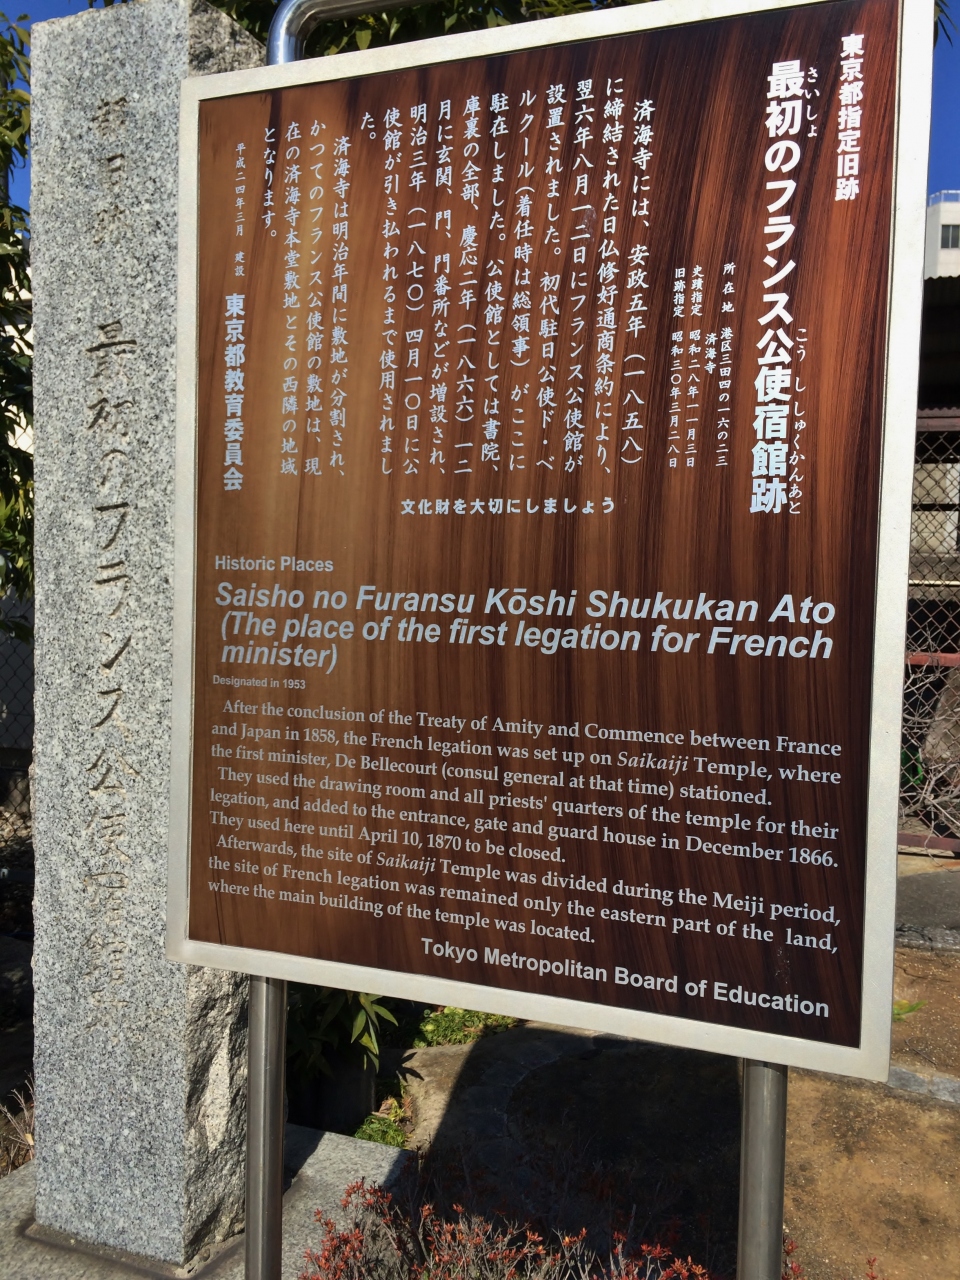 東京都指定旧跡
さいしょ
最初のフランス公使宿館跡
こうししゅくかんあと
所在地 港区三田四の一六の二三
済海寺
史蹟指定 昭和二八年一一月三日
旧跡指定 昭和三〇年三月二八日
済海寺には、安政五年(一八五八)
に締結された日仏修好通商条約により、
翌六年八月一二日にフランス公使館が
設置されました。初代駐日公使ド・ベ
ルクール(着任時は総領事)がここに
駐在しました。公使館としては書院、
庫裏の全部、慶応二年(一八六六)一二
月に玄関、門、門番所などが増設され、
明治三年(一八七〇)四月一〇日に公
使館が引き払われるまで使用されまし
た。
済海寺は明治年間に敷地が分割され、
かつてのフランス公使館の敷地は、現
在の済海寺本堂敷地とその西隣の地域
となります。
平成二四年三月 建設
東京都教育委員会
文化財を大切にしましょう
Historic Places
Saisho no Furansu Kōshi Shukukan Ato
(The place of the first legation for French
minister)
Designated in 1953
After the conclusion of the Treaty of Amity and Commence between France
and Japan in 1858, the French legation was set up on Saikaiji Temple, where
the first minister, De Bellecourt (consul general at that time) stationed.
They used the drawing room and all priests' quarters of the temple for their
legation, and added to the entrance, gate and guard house in December 1866.
They used here until April 10, 1870 to be closed.
Afterwards, the site of Saikaiji Temple was divided during the Meiji period,
the site of French legation was remained only the eastern part of the land,
where the main building of the temple was located.
Tokyo Metropolitan Board of Education
最初のフランス公使宿館跡